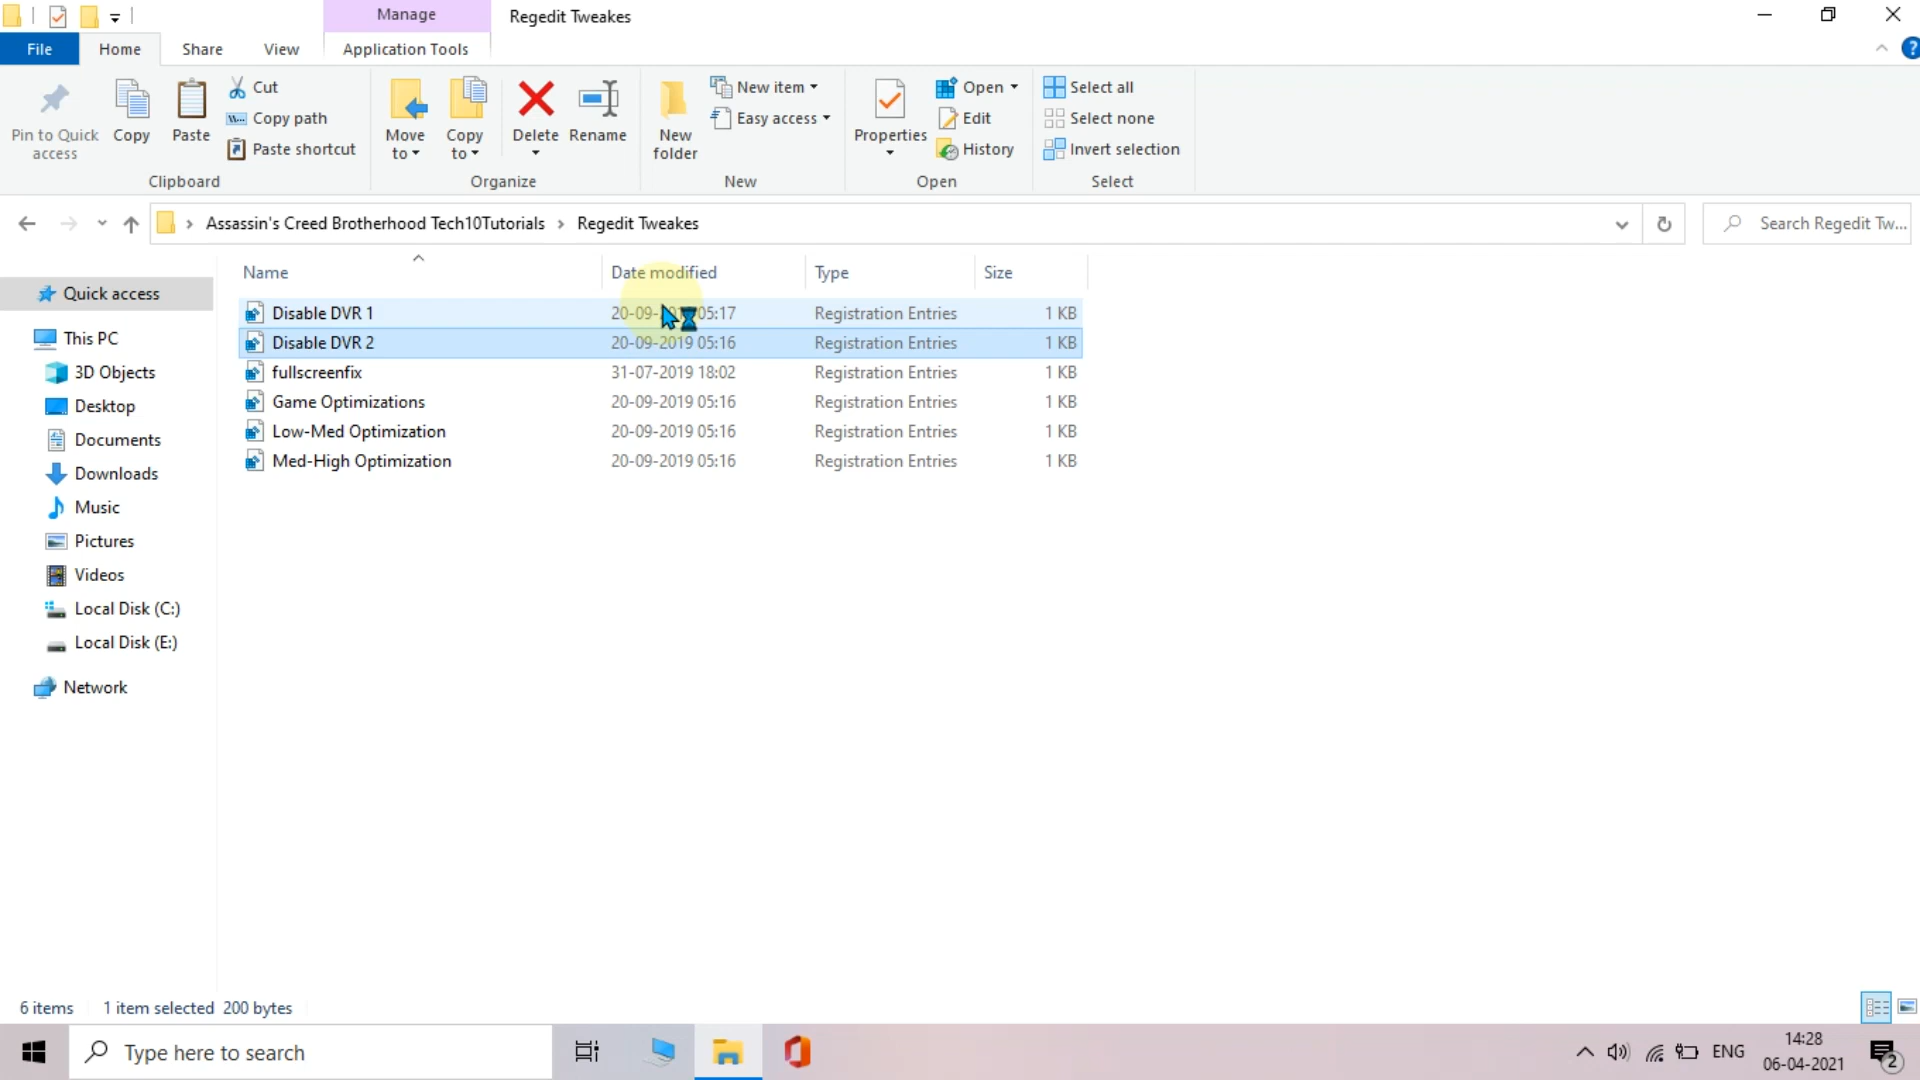 Manage
Regedit Tweakes
File
Home
Share
View
Application Tools
Pin to Quick access
Copy
Paste
Cut
Copy path
Paste shortcut
Clipboard
Move to
Copy to
Delete
Rename
Organize
New folder
New item
Easy access
New
Properties
Open
Edit
History
Open
Select all
Select none
Invert selection
Select
Assassin's Creed Brotherhood Tech10Tutorials > Regedit Tweakes
Search Regedit Tw...
Name Date modified Type Size
Disable DVR 1 20-09- 05:17 Registration Entries 1 KB
Disable DVR 2 20-09-2019 05:16 Registration Entries 1 KB
fullscreenfix 31-07-2019 18:02 Registration Entries 1 KB
Game Optimizations 20-09-2019 05:16 Registration Entries 1 KB
Low-Med Optimization 20-09-2019 05:16 Registration Entries 1 KB
Med-High Optimization 20-09-2019 05:16 Registration Entries 1 KB
Quick access
This PC
3D Objects
Desktop
Documents
Downloads
Music
Pictures
Videos
Local Disk (C:)
Local Disk (E:)
Network
6 items 1 item selected 200 bytes
Type here to search
ENG
14:28
06-04-2021
2